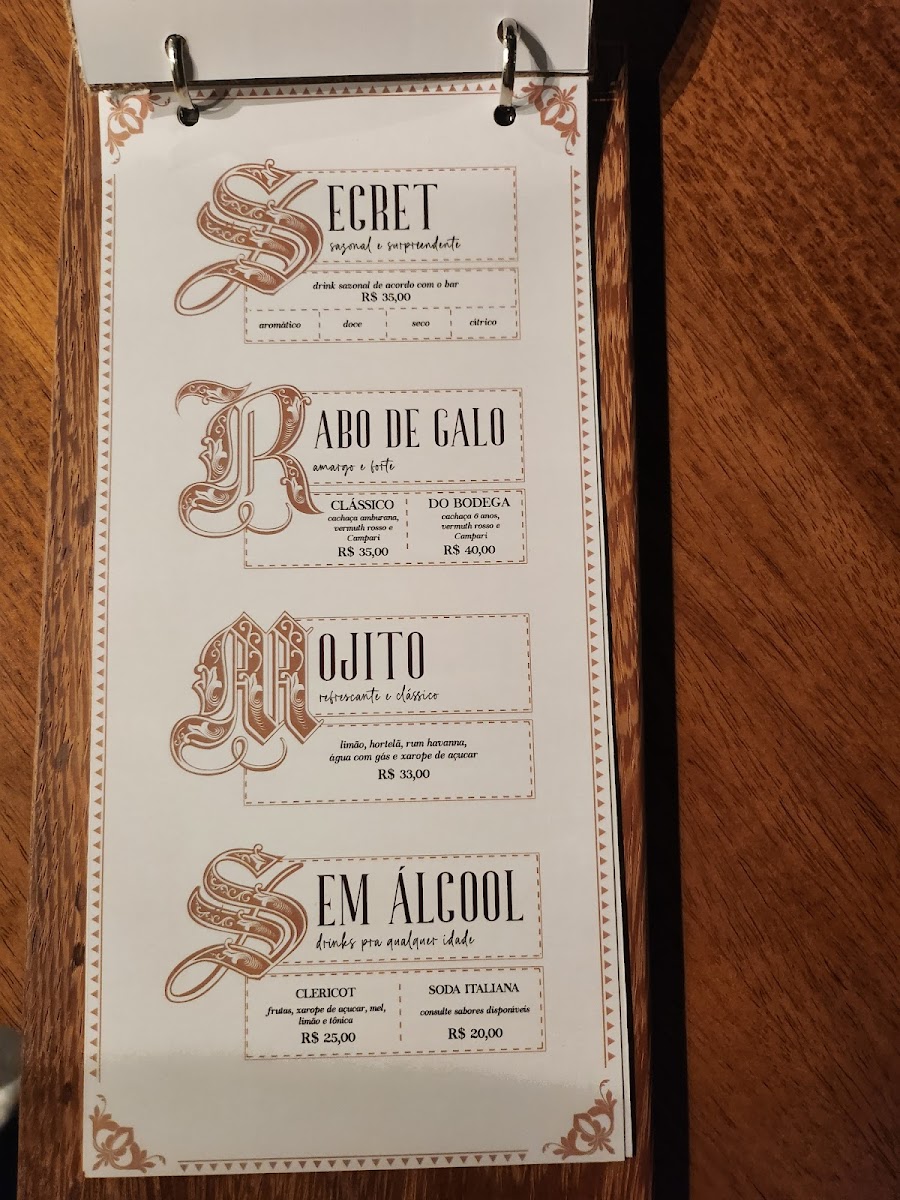 SECRET
sazonal e surpreendente
drink sazonal de acordo com o bar
R$ 35,00
aromático doce seco cítrico
RABO DE GALO
amargo e forte
CLÁSSICO
cachaça amburana,
vermuth rosso e
Campari
R$ 35,00
DO BODEGA
cachaça 6 anos,
vermuth rosso e
Campari
R$ 40,00
MOJITO
refrescante e clássico
limão, hortelã, rum havanna,
água com gás e xarope de açucar
R$ 33,00
SEM ÁLCOOL
drinks pra qualquer idade
CLERICOT
frutas, xarope de açucar, mel,
limão e tônica
R$ 25,00
SODA ITALIANA
consulte sabores disponíveis
R$ 20,00